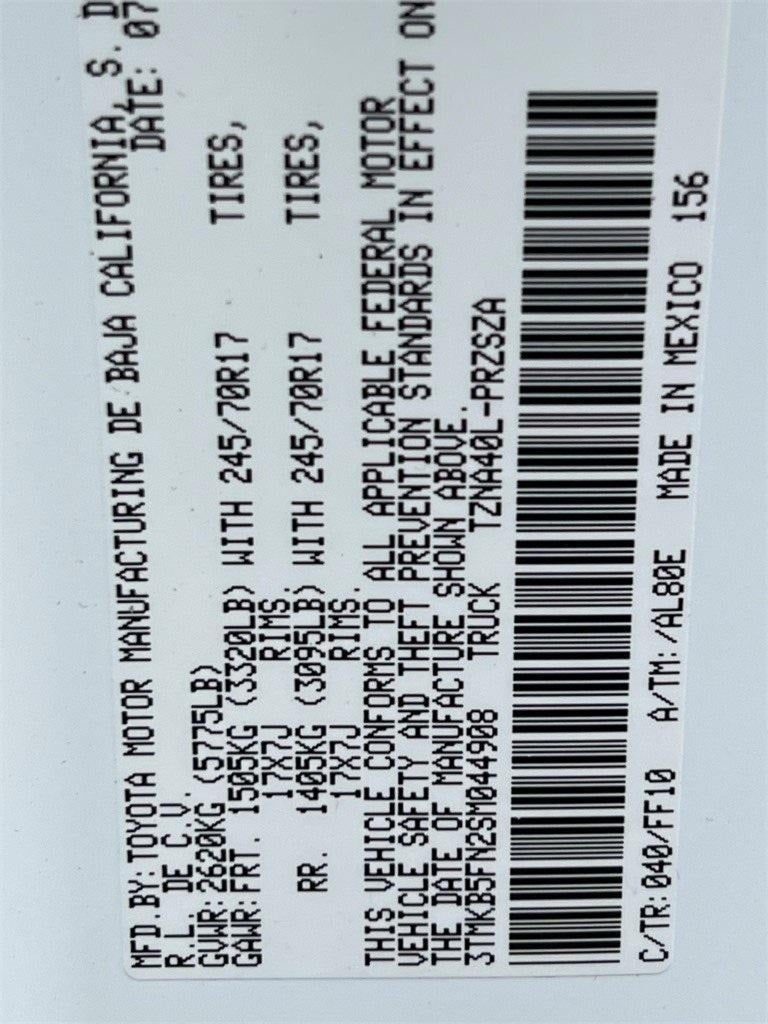 MFD.BY:TOYOTA MOTOR MANUFACTURING DE BAJA CALIFORNIA, S. D
R.L. DE C.V. DATE: 07
GVWR:2620KG (5775LB)
GAWR:FRT. 1505KG (3320LB) WITH 245/70R17 TIRES,
17X7J RIMS.
RR. 1405KG (3095LB) WITH 245/70R17 TIRES,
17X7J RIMS.
THIS VEHICLE CONFORMS TO ALL APPLICABLE FEDERAL MOTOR
VEHICLE SAFETY AND THEFT PREVENTION STANDARDS IN EFFECT ON
THE DATE OF MANUFACTURE SHOWN ABOVE.
3TMKB5FN2SM044908 TRUCK TZNA40L-PRZSZA
C/TR:040/FF10 A/TM:/AL80E MADE IN MEXICO 156